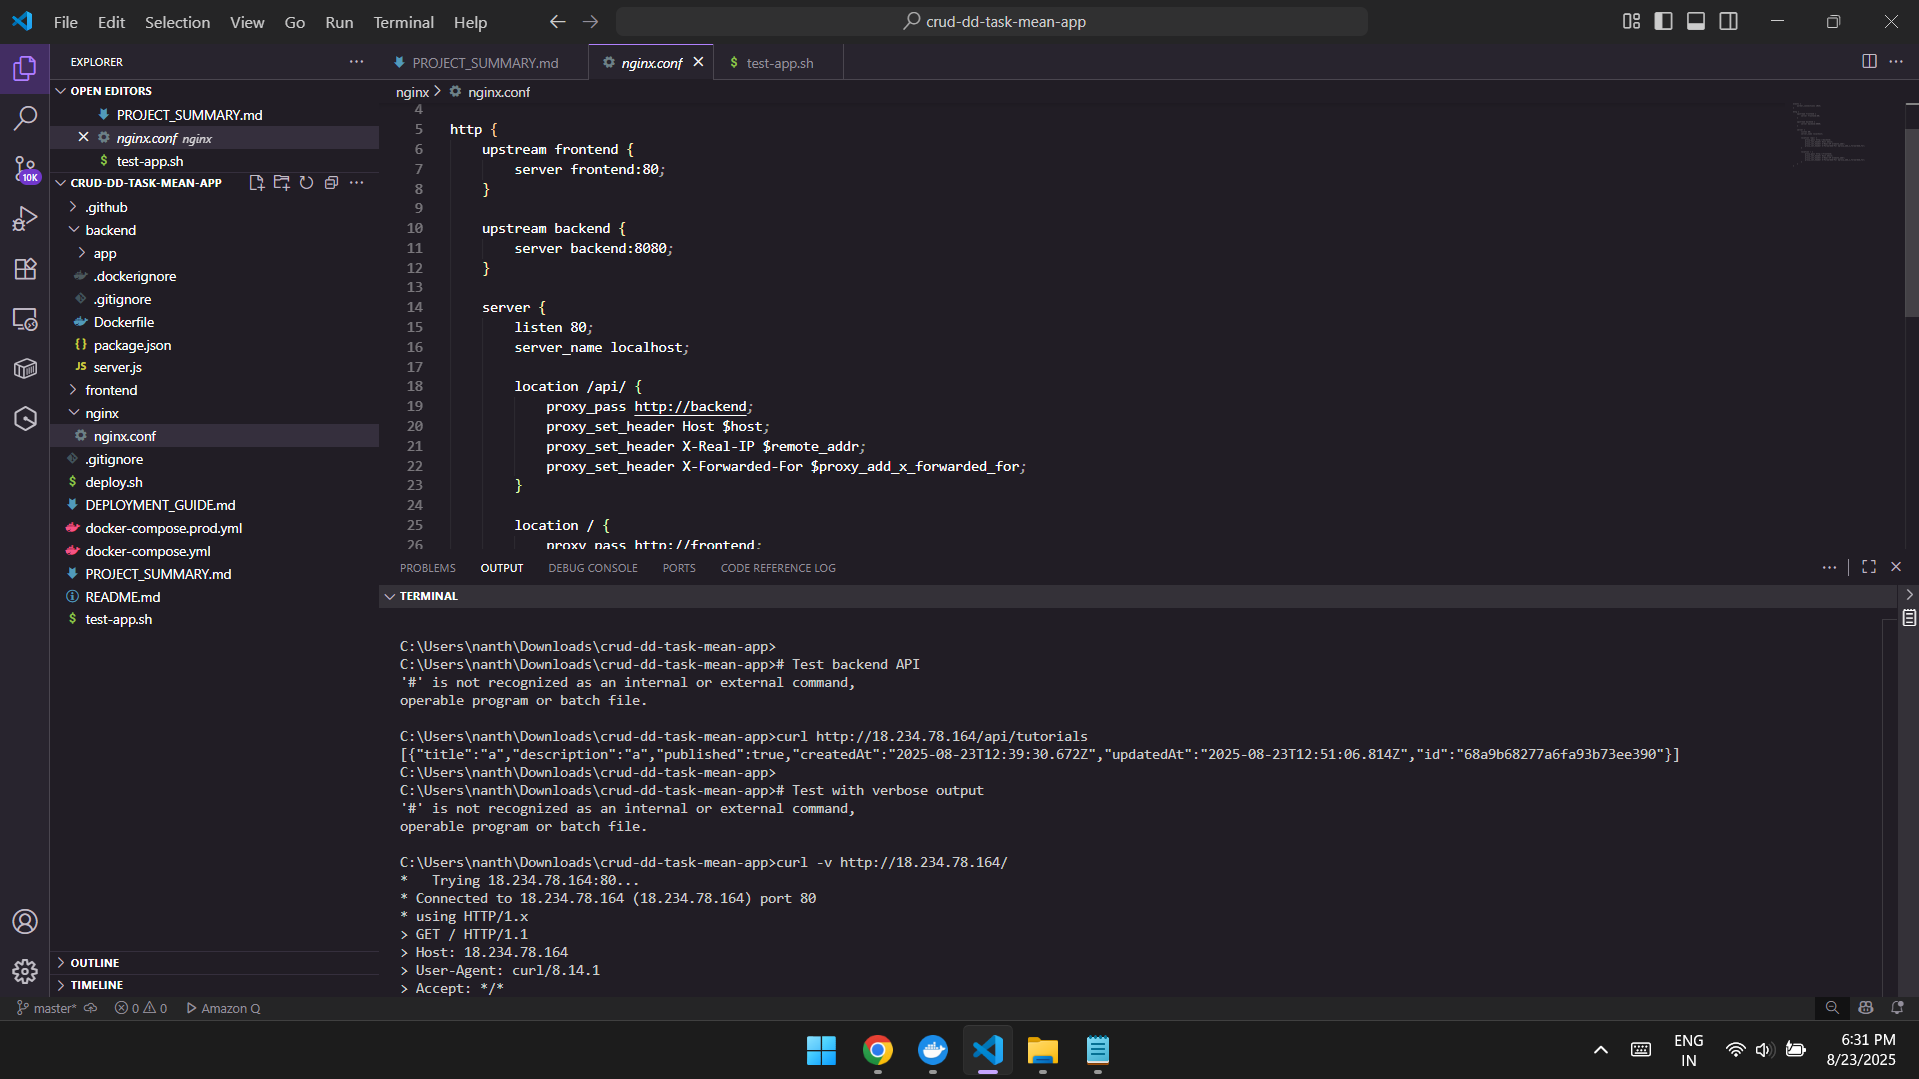 File Edit Selection View Go Run Terminal Help
crud-dd-task-mean-app
EXPLORER
OPEN EDITORS
PROJECT_SUMMARY.md
nginx.conf nginx
$ test-app.sh
CRUD-DD-TASK-MEAN-APP
.github
backend
app
.dockerignore
.gitignore
Dockerfile
{} package.json
JS server.js
frontend
nginx
nginx.conf
.gitignore
$ deploy.sh
DEPLOYMENT_GUIDE.md
docker-compose.prod.yml
docker-compose.yml
PROJECT_SUMMARY.md
README.md
$ test-app.sh
OUTLINE
TIMELINE
10K
PROJECT_SUMMARY.md
nginx.conf
$ test-app.sh
nginx > nginx.conf
4
5 http {
6 upstream frontend {
7 server frontend:80;
8 }
9
10 upstream backend {
11 server backend:8080;
12 }
13
14 server {
15 listen 80;
16 server_name localhost;
17
18 location /api/ {
19 proxy_pass http://backend;
20 proxy_set_header Host $host;
21 proxy_set_header X-Real-IP $remote_addr;
22 proxy_set_header X-Forwarded-For $proxy_add_x_forwarded_for;
23 }
24
25 location / {
26 proxy_pass http://frontend;
PROBLEMS OUTPUT DEBUG CONSOLE PORTS CODE REFERENCE LOG
TERMINAL
C:\Users\nanth\Downloads\crud-dd-task-mean-app>
C:\Users\nanth\Downloads\crud-dd-task-mean-app># Test backend API
'#' is not recognized as an internal or external command,
operable program or batch file.
C:\Users\nanth\Downloads\crud-dd-task-mean-app>curl http://18.234.78.164/api/tutorials
[{"title":"a","description":"a","published":true,"createdAt":"2025-08-23T12:39:30.672Z","updatedAt":"2025-08-23T12:51:06.814Z","id":"68a9b68277a6fa93b73ee390"}]
C:\Users\nanth\Downloads\crud-dd-task-mean-app>
C:\Users\nanth\Downloads\crud-dd-task-mean-app># Test with verbose output
'#' is not recognized as an internal or external command,
operable program or batch file.
C:\Users\nanth\Downloads\crud-dd-task-mean-app>curl -v http://18.234.78.164/
* Trying 18.234.78.164:80...
* Connected to 18.234.78.164 (18.234.78.164) port 80
* using HTTP/1.x
> GET / HTTP/1.1
> Host: 18.234.78.164
> User-Agent: curl/8.14.1
> Accept: */*
master* 0 0 Amazon Q
ENG
IN
6:31 PM
8/23/2025